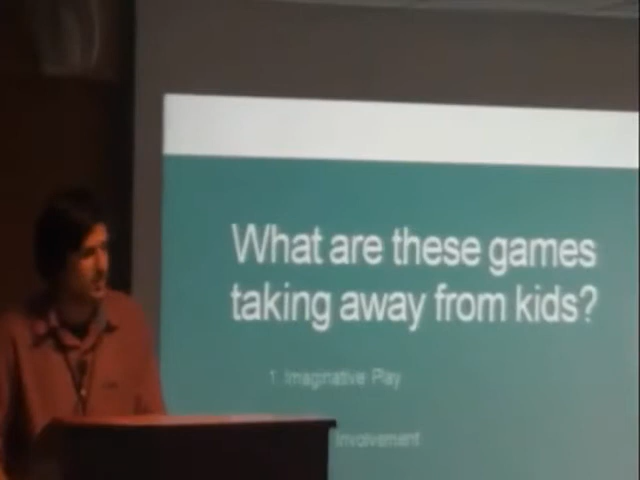 What are these games
taking away from kids?
1. Imaginative Play
Involvement